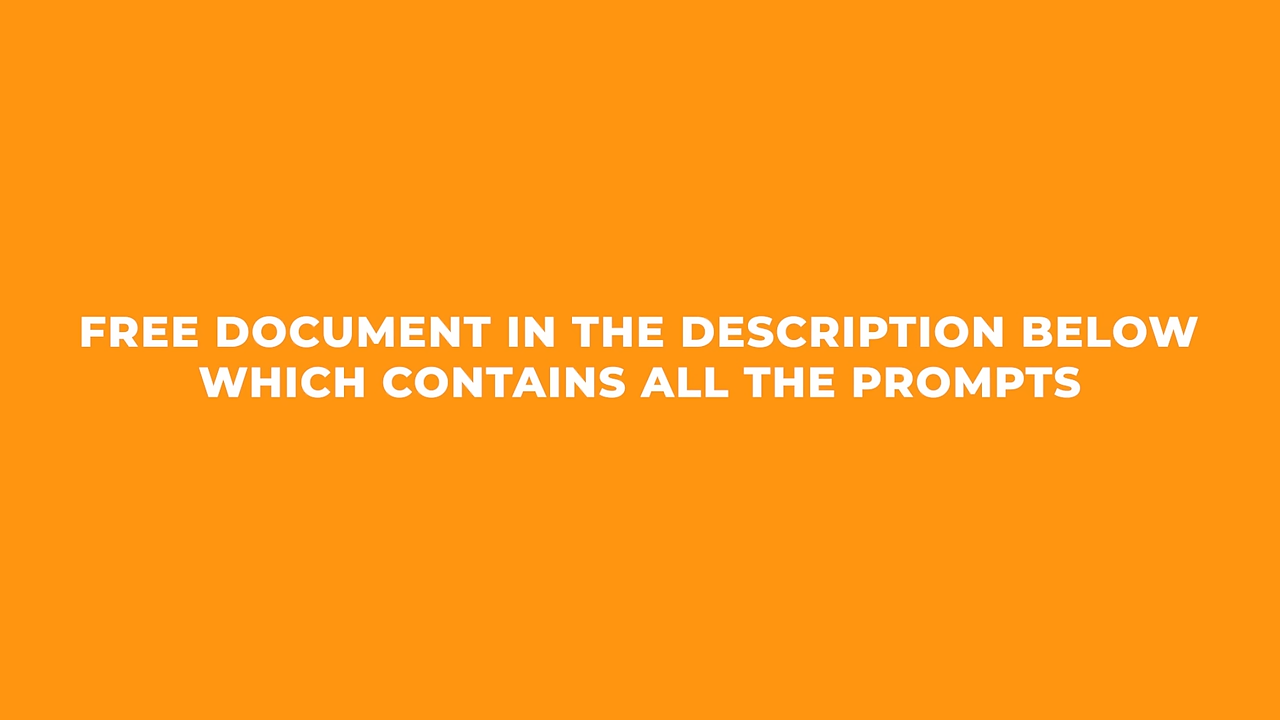 FREE DOCUMENT IN THE DESCRIPTION BELOW
WHICH CONTAINS ALL THE PROMPTS